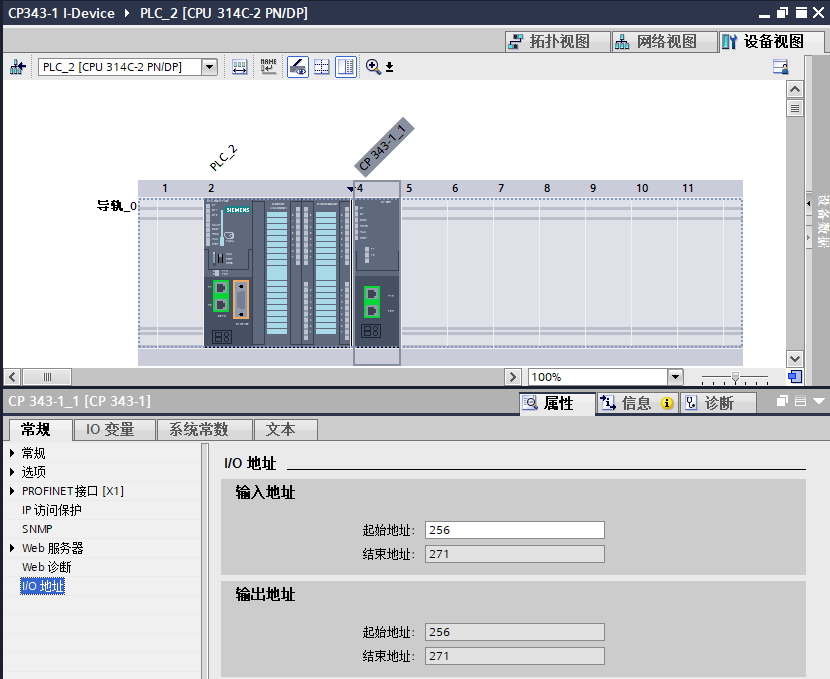 CP343-1 I-Device ▸ PLC_2 [CPU 314C-2 PN/DP]
拓扑视图 网络视图 设备视图
PLC_2 [CPU 314C-2 PN/DP]
PLC_2
CP 343-1_1
1 2 4 5 6 7 8 9 10 11
导轨_0
SIEMENS
设备数据
100%
CP 343-1_1 [CP 343-1]
属性 信息 诊断
常规 IO 变量 系统常数 文本
常规
选项
PROFINET接口 [X1]
IP 访问保护
SNMP
Web 服务器
Web 诊断
I/O 地址
I/O 地址
输入地址
起始地址: 256
结束地址: 271
输出地址
起始地址: 256
结束地址: 271